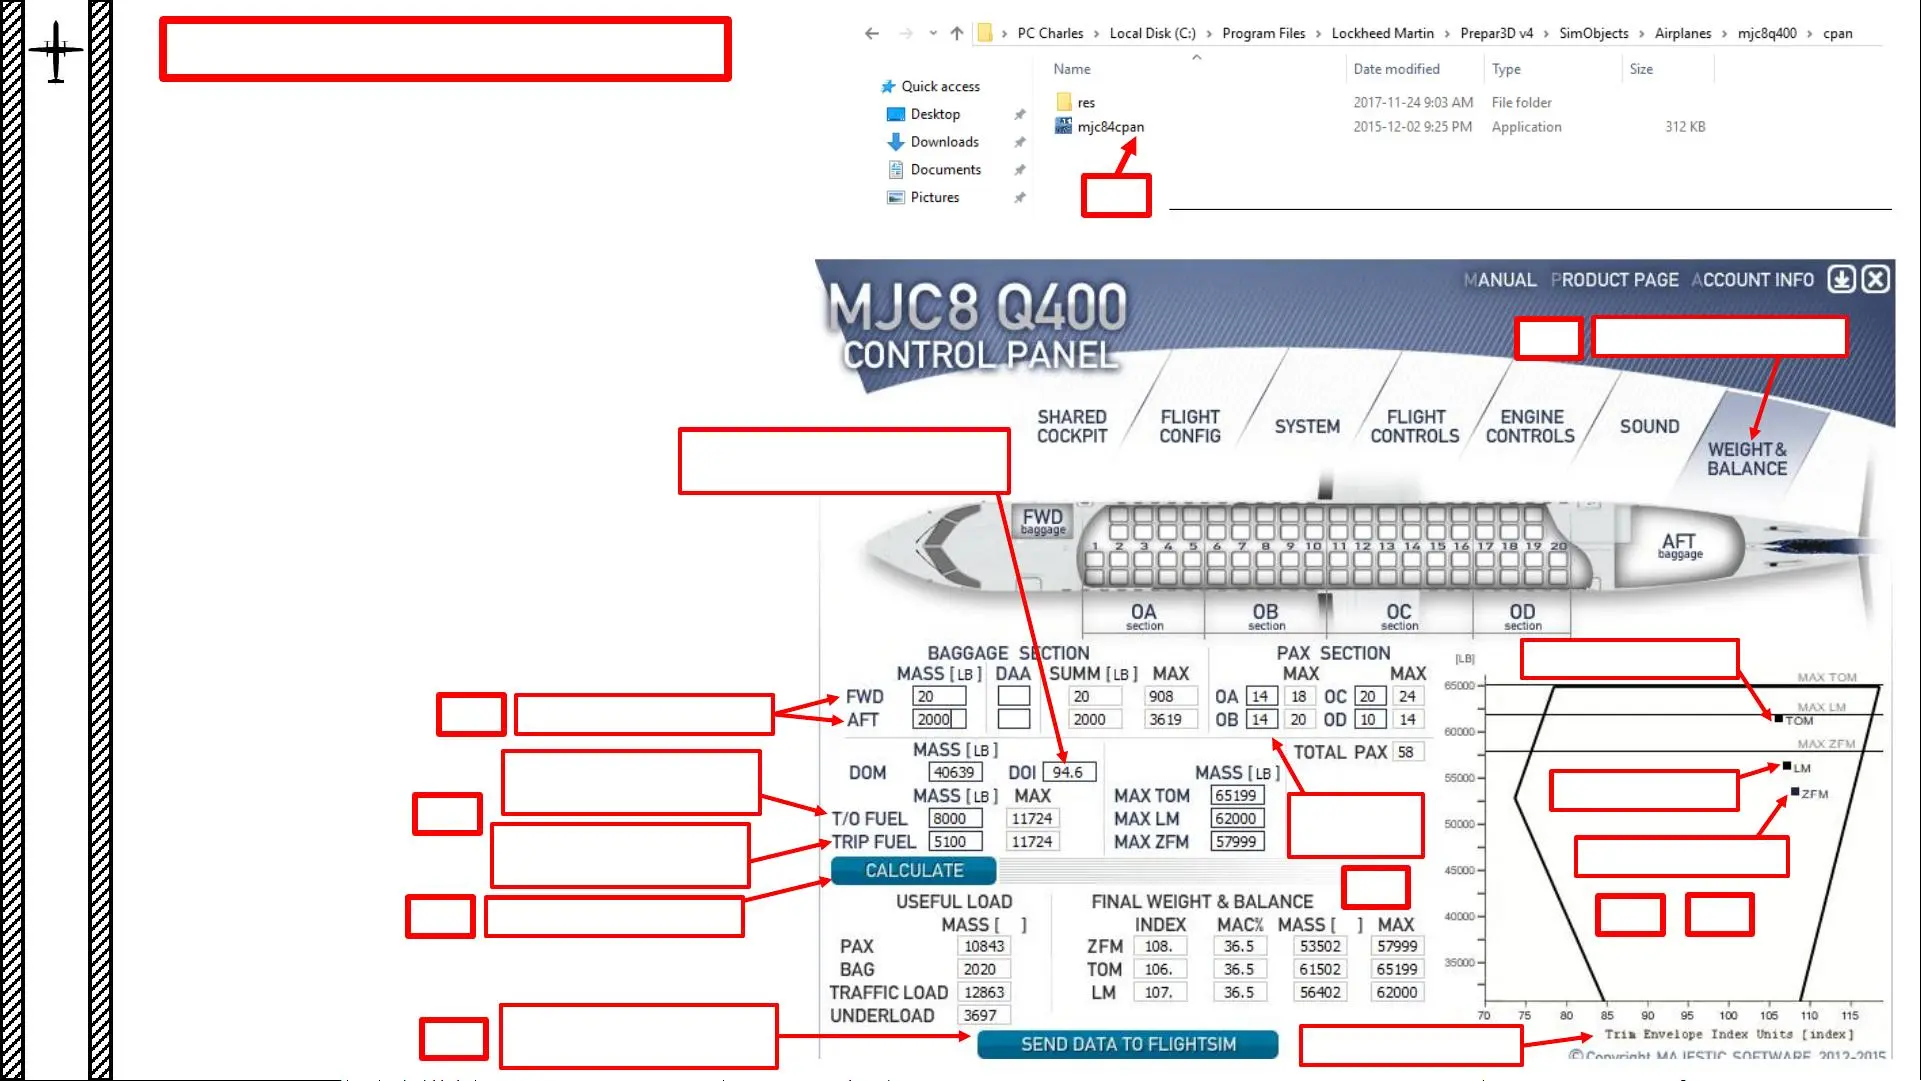 PC Charles › Local Disk (C:) › Program Files › Lockheed Martin › Prepar3D v4 › SimObjects › Airplanes › mjc8q400 › cpan
Name Date modified Type Size
Quick access
Desktop
Downloads
Documents
Pictures
res 2017-11-24 9:03 AM File folder
mjc84cpan 2015-12-02 9:25 PM Application 312 KB
MANUAL PRODUCT PAGE ACCOUNT INFO
MJC8 Q400
CONTROL PANEL
SHARED COCKPIT
FLIGHT CONFIG
SYSTEM
FLIGHT CONTROLS
ENGINE CONTROLS
SOUND
WEIGHT & BALANCE
FWD baggage
1 2 3 4 5 6 7 8 9 10 11 12 13 14 15 16 17 18 19 20
AFT baggage
OA section
OB section
OC section
OD section
BAGGAGE SECTION
MASS [LB] DAA SUMM [LB] MAX
FWD 20 20 908
AFT 2000 2000 3619
PAX SECTION
MAX MAX
OA 14 18 OC 20 24
OB 14 20 OD 10 14
TOTAL PAX 58
MASS [LB]
DOM 40639 DOI 94.6
MASS [LB] MAX
T/O FUEL 8000 11724
TRIP FUEL 5100 11724
MASS [LB]
MAX TOM 65199
MAX LM 62000
MAX ZFM 57999
CALCULATE
USEFUL LOAD
MASS [ ]
PAX 10843
BAG 2020
TRAFFIC LOAD 12863
UNDERLOAD 3697
FINAL WEIGHT & BALANCE
INDEX MAC% MASS [ ] MAX
ZFM 108. 36.5 53502 57999
TOM 106. 36.5 61502 65199
LM 107. 36.5 56402 62000
SEND DATA TO FLIGHTSIM
[LB]
65000
60000
55000
50000
45000
40000
35000
MAX TOM
MAX LM
TOM
MAX ZFM
LM
ZFM
70 75 80 85 90 95 100 105 110 115
Trim Envelope Index Units [index]
© Copyright MAJESTIC SOFTWARE 2012-2015